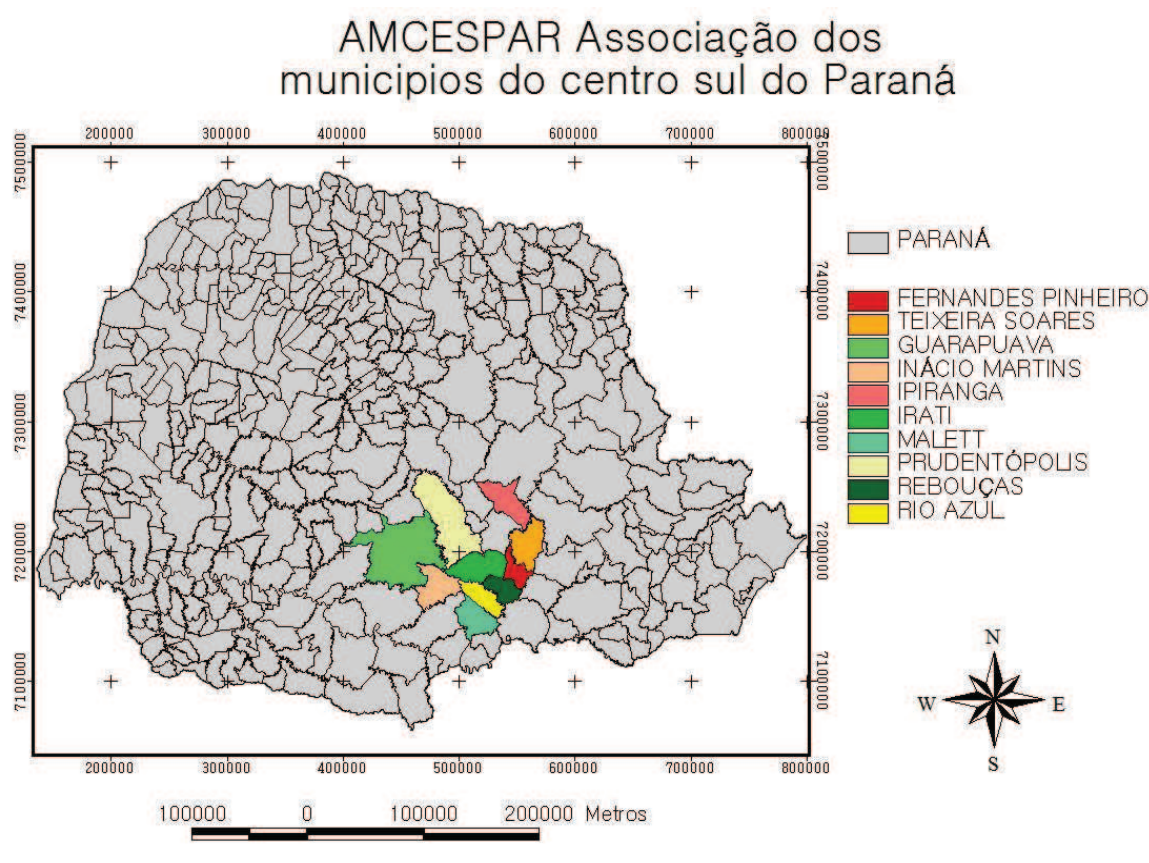 AMCESPAR Associação dos
municipios do centro sul do Paraná
200000 300000 400000 500000 600000 700000 800000
7500000 7500000
7400000 7400000
7300000 7300000
7200000 7200000
7100000 7100000
200000 300000 400000 500000 600000 700000 800000
PARANÁ
FERNANDES PINHEIRO
TEIXEIRA SOARES
GUARAPUAVA
INÁCIO MARTINS
IPIRANGA
IRATI
MALETT
PRUDENTÓPOLIS
REBOUÇAS
RIO AZUL
N
W E
S
100000 0 100000 200000 Metros